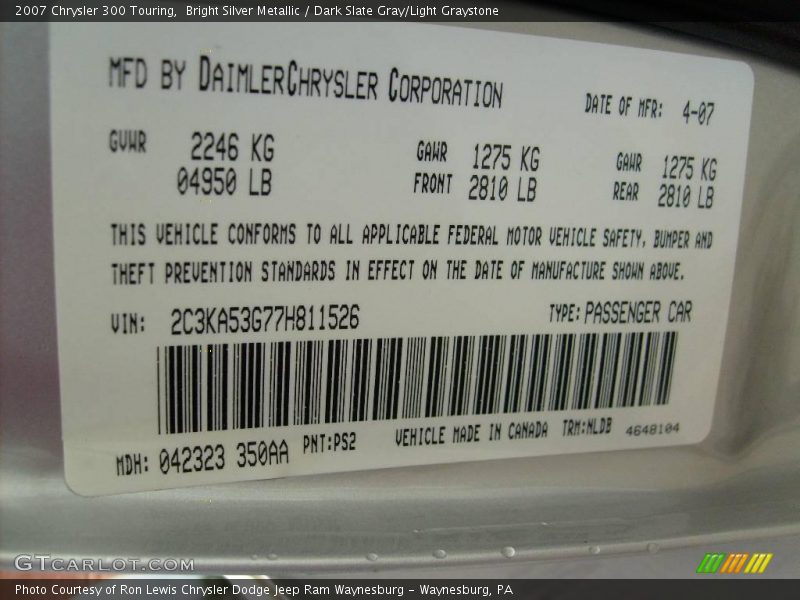 2007 Chrysler 300 Touring, Bright Silver Metallic / Dark Slate Gray/Light Graystone
MFD BY DAIMLERCHRYSLER CORPORATION
DATE OF MFR: 4-07
GVWR 2246 KG GAWR 1275 KG GAWR 1275 KG
04950 LB FRONT 2810 LB REAR 2810 LB
THIS VEHICLE CONFORMS TO ALL APPLICABLE FEDERAL MOTOR VEHICLE SAFETY, BUMPER AND
THEFT PREVENTION STANDARDS IN EFFECT ON THE DATE OF MANUFACTURE SHOWN ABOVE.
VIN: 2C3KA53G77H811526 TYPE: PASSENGER CAR
MDH: 042323 350AA PNT:PS2 VEHICLE MADE IN CANADA TRM:NLDB 4648104
GTCARLOT.COM
Photo Courtesy of Ron Lewis Chrysler Dodge Jeep Ram Waynesburg - Waynesburg, PA